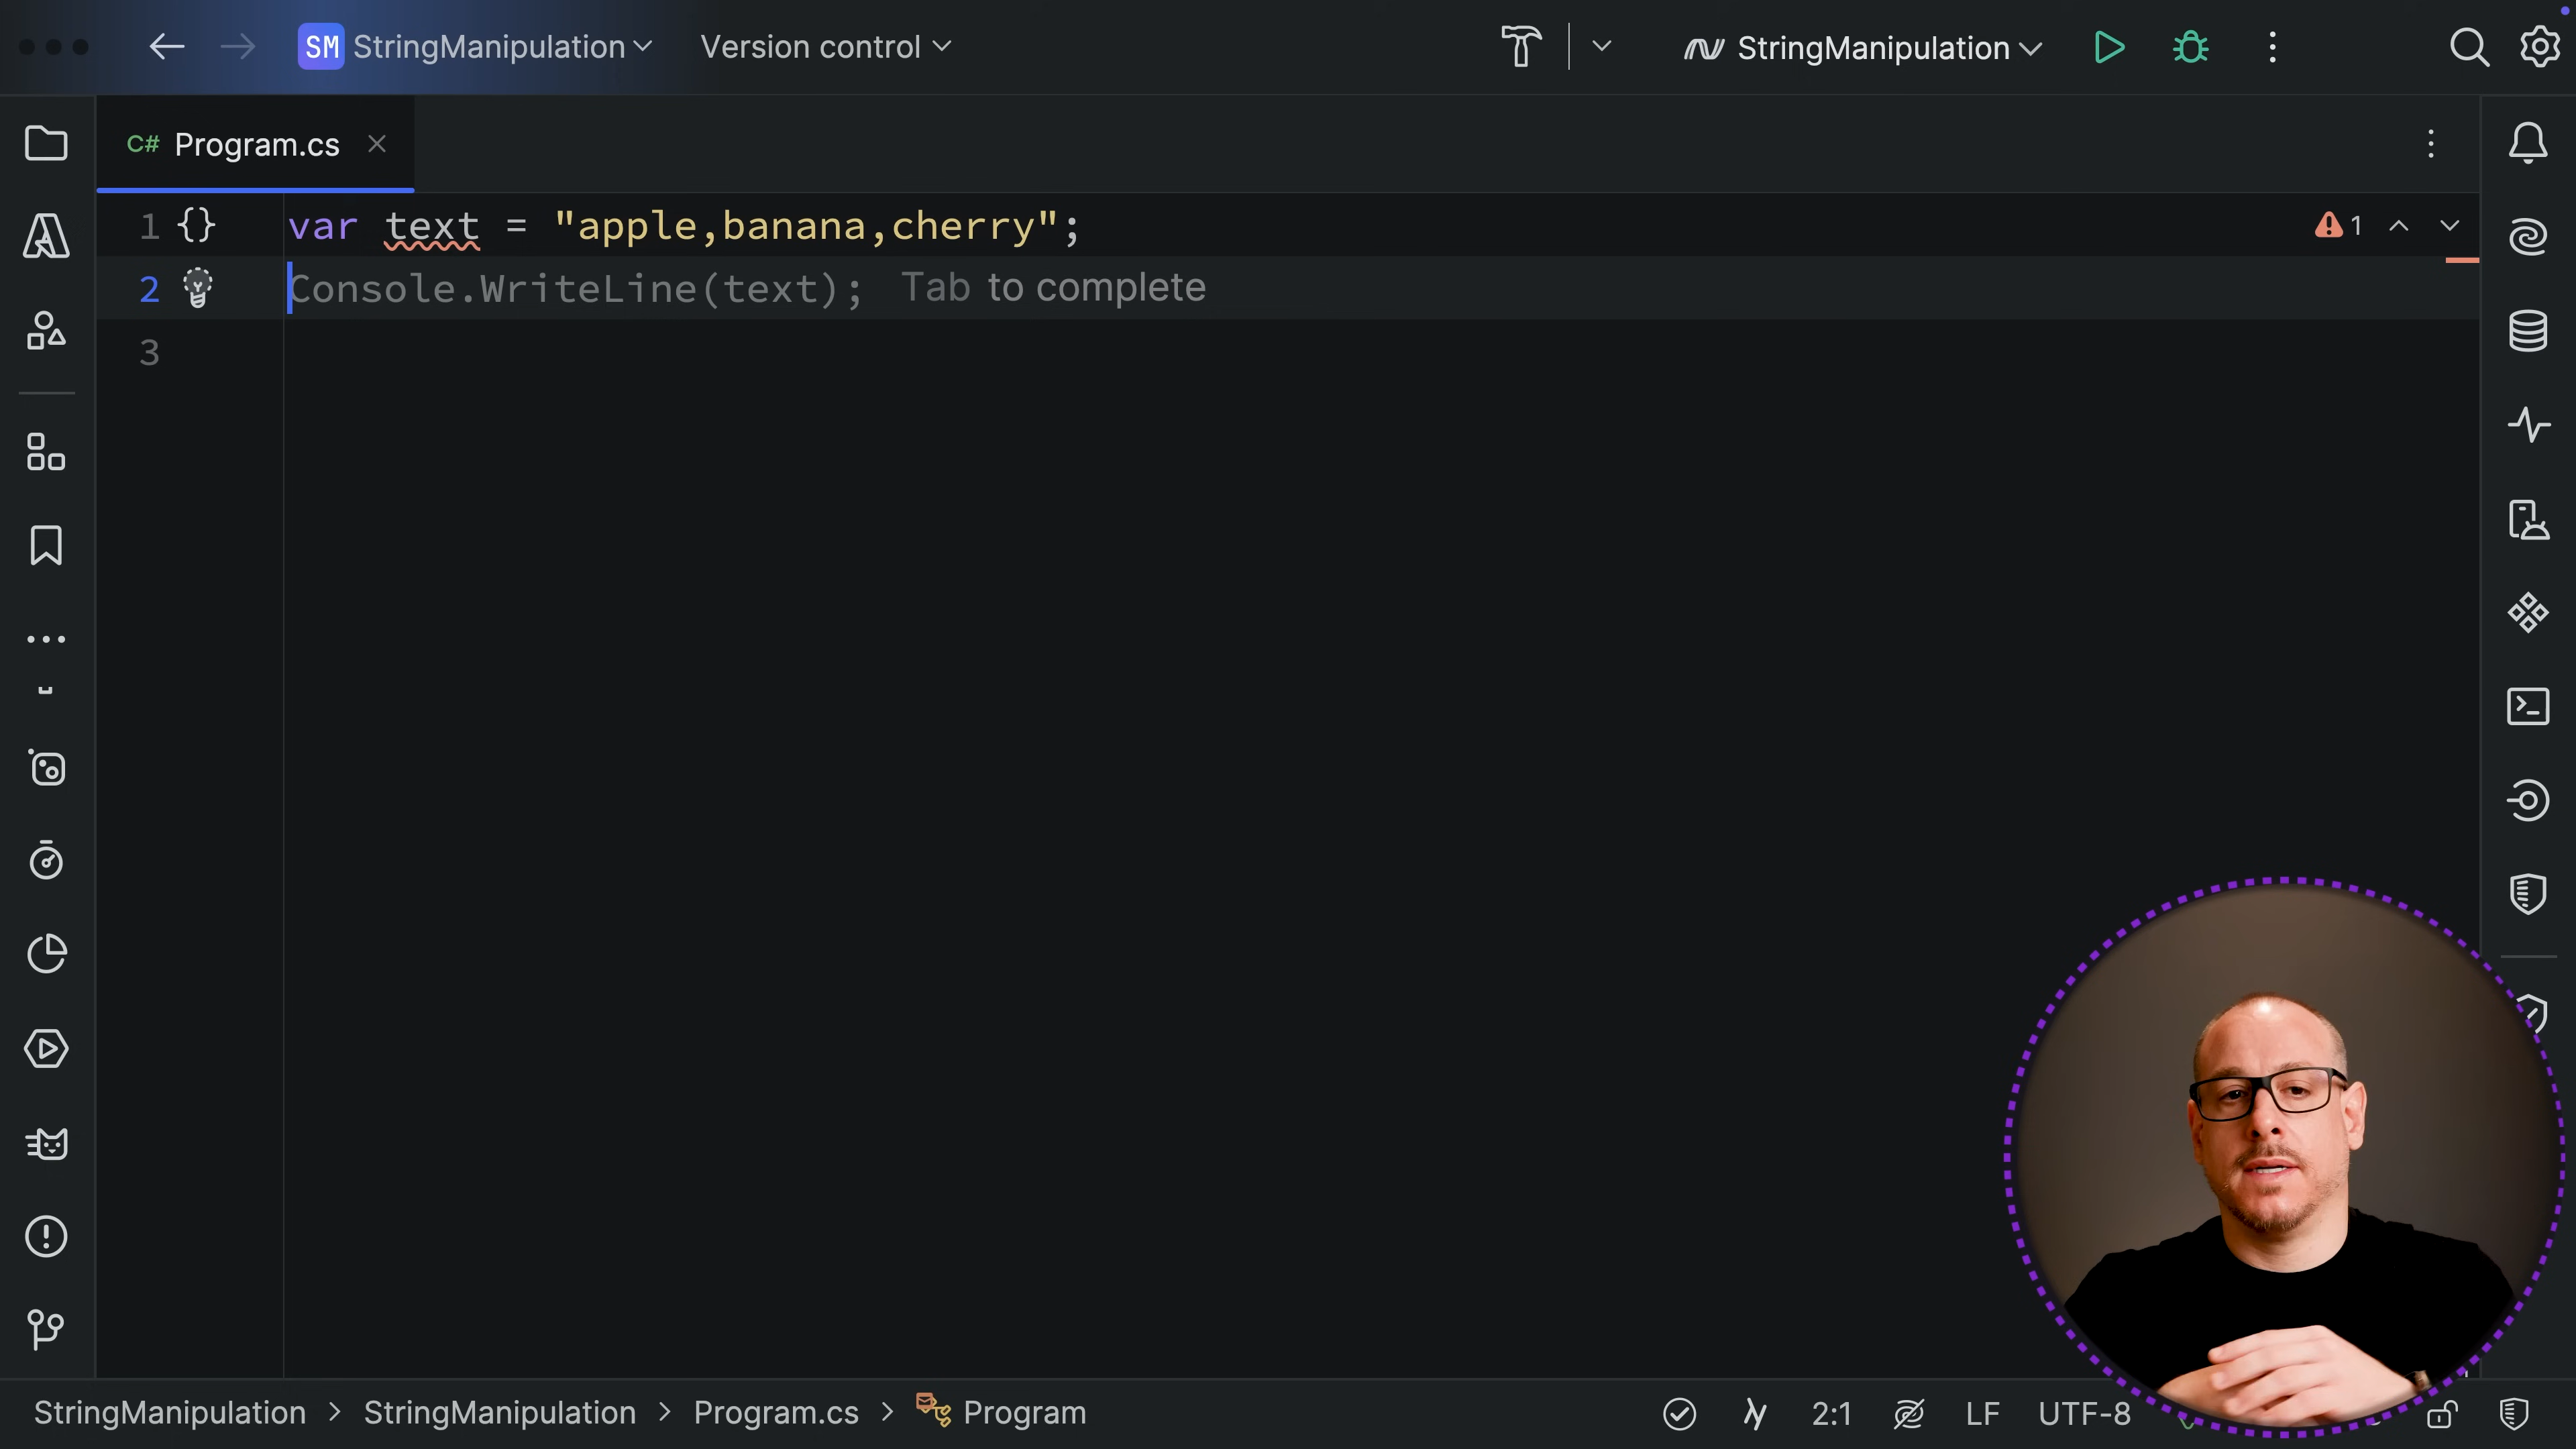 SM StringManipulation Version control StringManipulation
C# Program.cs
1 {} var text = "apple,banana,cherry"; 1
2 Console.WriteLine(text); Tab to complete
3
StringManipulation > StringManipulation > Program.cs > Program 2:1 LF UTF-8